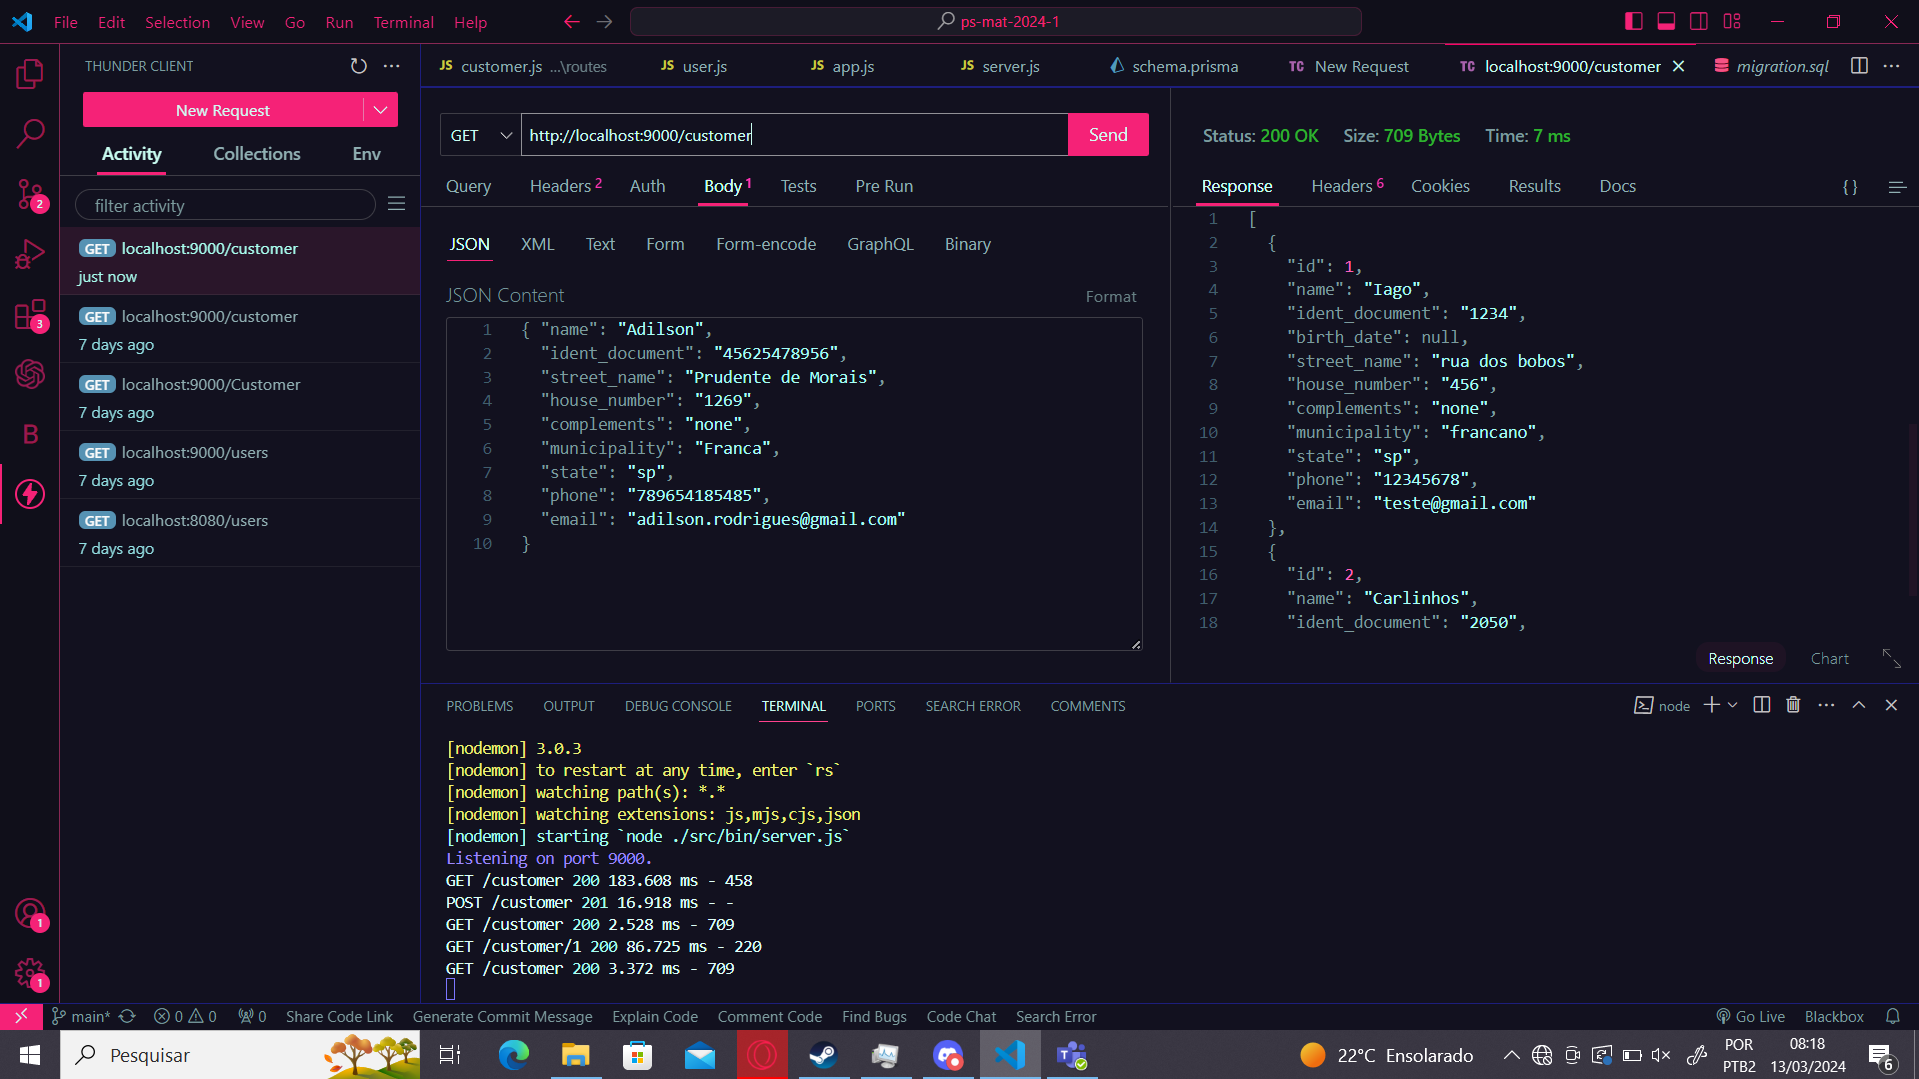 File Edit Selection View Go Run Terminal Help
ps-mat-2024-1
THUNDER CLIENT
New Request
Activity Collections Env
filter activity
GET localhost:9000/customer
just now
GET localhost:9000/customer
7 days ago
GET localhost:9000/Customer
7 days ago
GET localhost:9000/users
7 days ago
GET localhost:8080/users
7 days ago
2
3
B
1
1
JS customer.js ...\routes JS user.js JS app.js JS server.js schema.prisma TC New Request TC localhost:9000/customer migration.sql
GET http://localhost:9000/customer Send
Query Headers 2 Auth Body 1 Tests Pre Run
JSON XML Text Form Form-encode GraphQL Binary
JSON Content Format
1 { "name": "Adilson",
2 "ident_document": "45625478956",
3 "street_name": "Prudente de Morais",
4 "house_number": "1269",
5 "complements": "none",
6 "municipality": "Franca",
7 "state": "sp",
8 "phone": "789654185485",
9 "email": "adilson.rodrigues@gmail.com"
10 }
Status: 200 OK Size: 709 Bytes Time: 7 ms
Response Headers 6 Cookies Results Docs { }
1 [
2 {
3 "id": 1,
4 "name": "Iago",
5 "ident_document": "1234",
6 "birth_date": null,
7 "street_name": "rua dos bobos",
8 "house_number": "456",
9 "complements": "none",
10 "municipality": "francano",
11 "state": "sp",
12 "phone": "12345678",
13 "email": "teste@gmail.com"
14 },
15 {
16 "id": 2,
17 "name": "Carlinhos",
18 "ident_document": "2050",
Response Chart
PROBLEMS OUTPUT DEBUG CONSOLE TERMINAL PORTS SEARCH ERROR COMMENTS
node
[nodemon] 3.0.3
[nodemon] to restart at any time, enter `rs`
[nodemon] watching path(s): *.*
[nodemon] watching extensions: js,mjs,cjs,json
[nodemon] starting `node ./src/bin/server.js`
Listening on port 9000.
GET /customer 200 183.608 ms - 458
POST /customer 201 16.918 ms - -
GET /customer 200 2.528 ms - 709
GET /customer/1 200 86.725 ms - 220
GET /customer 200 3.372 ms - 709
main* 0 0 0 Share Code Link Generate Commit Message Explain Code Comment Code Find Bugs Code Chat Search Error Go Live Blackbox
Pesquisar
22°C Ensolarado
POR
PTB2
08:18
13/03/2024
6